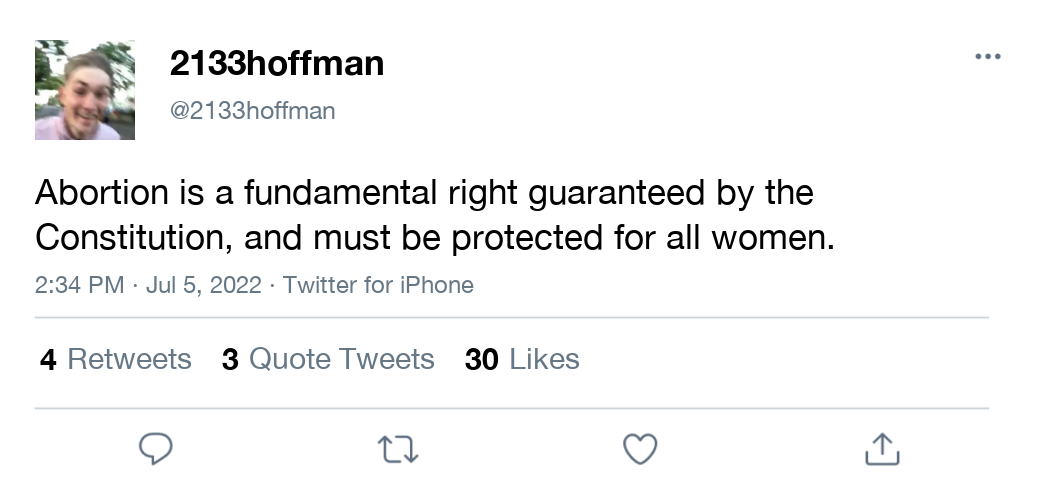 2133hoffman
@2133hoffman
Abortion is a fundamental right guaranteed by the
Constitution, and must be protected for all women.
2:34 PM · Jul 5, 2022 · Twitter for iPhone
4 Retweets 3 Quote Tweets 30 Likes